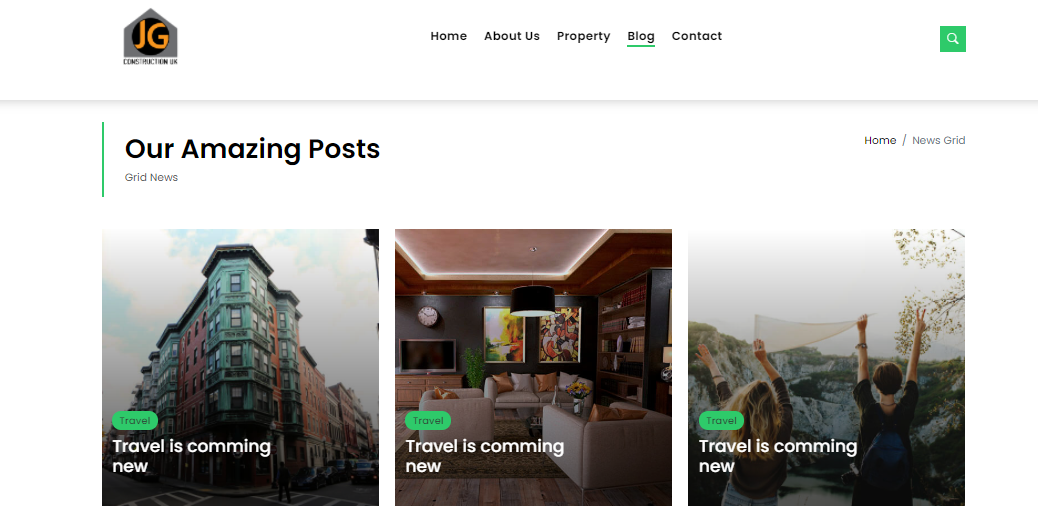 JG
CONSTRUCTION UK
Home About Us Property Blog Contact
Our Amazing Posts
Home / News Grid
Grid News
Travel
Travel is comming
new
Travel
Travel is comming
new
Travel
Travel is comming
new